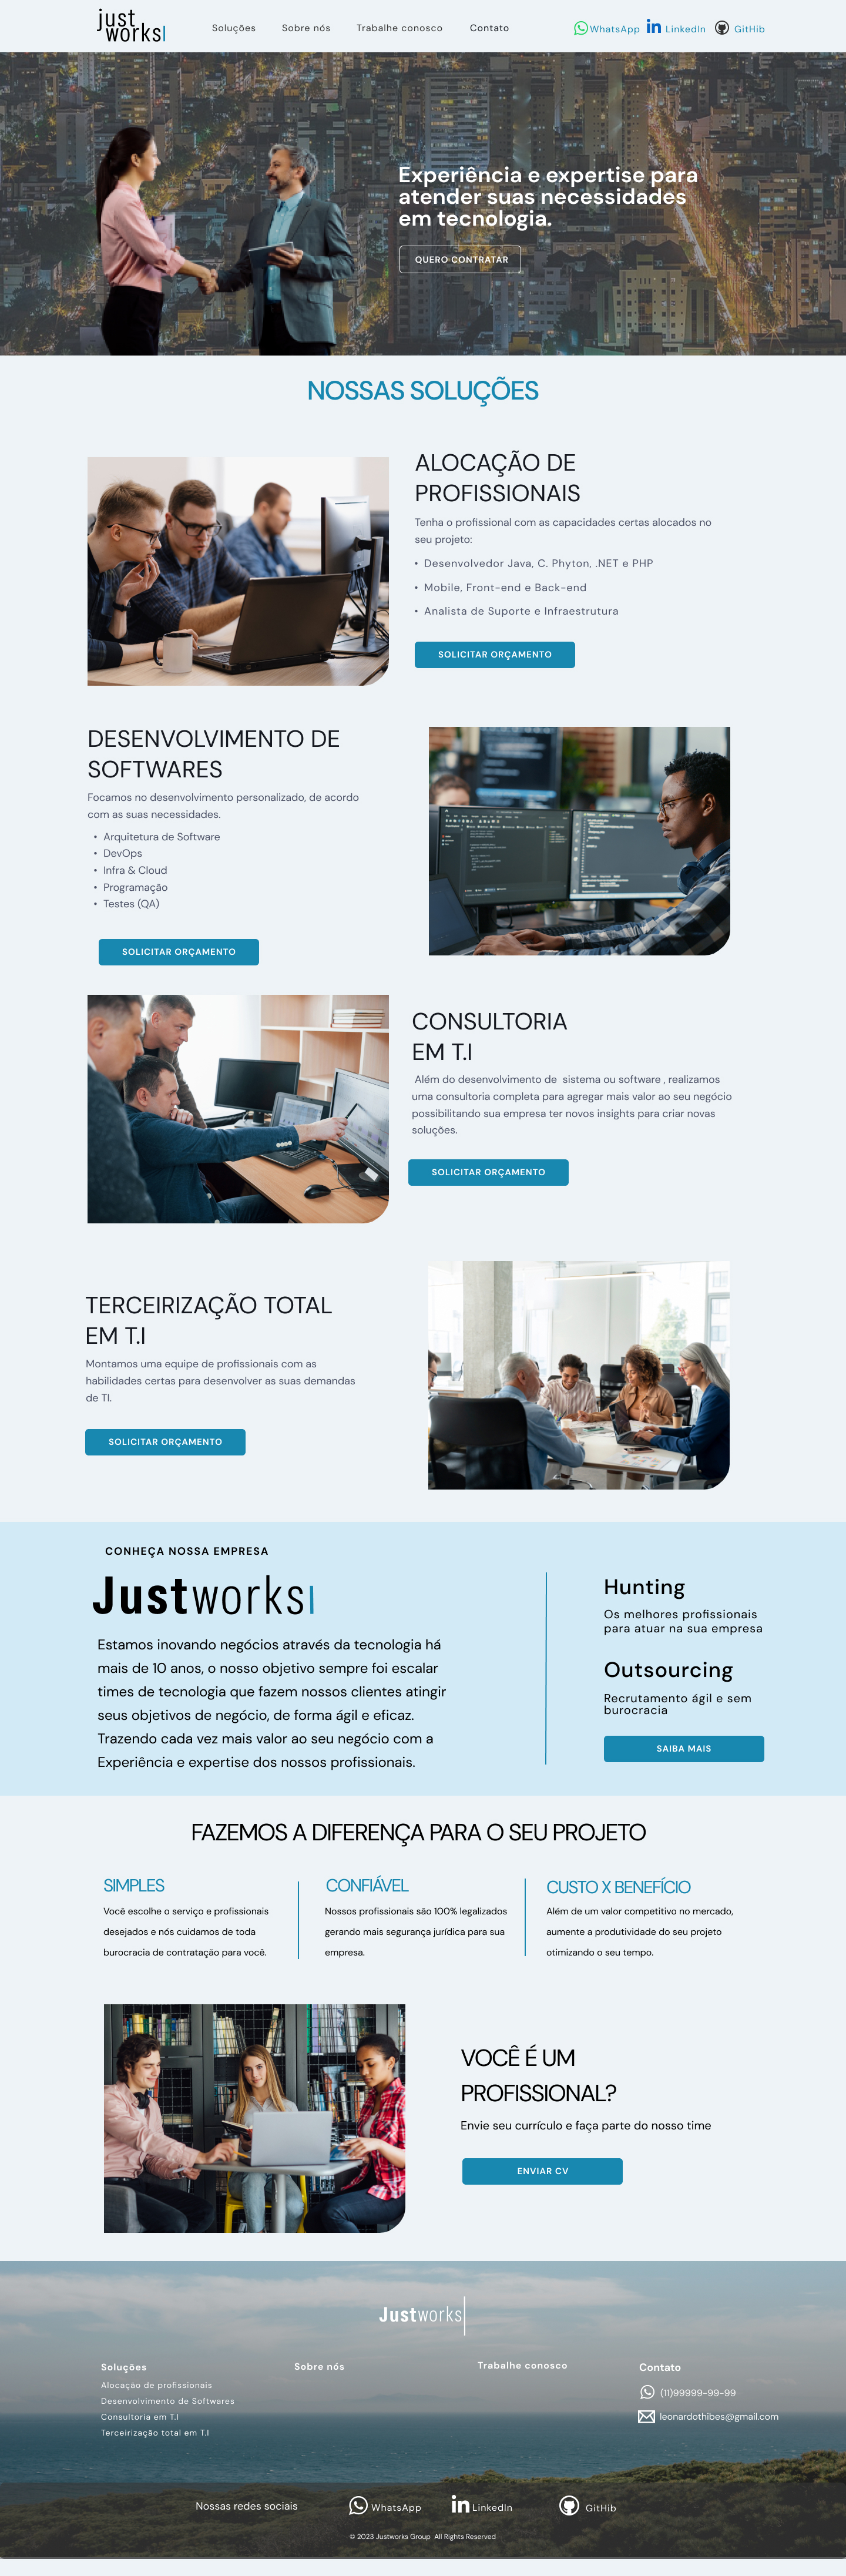 just
works
Soluções
Sobre nós
Trabalhe conosco
Contato
WhatsApp
LinkedIn
GitHib
Experiência e expertise para
atender suas necessidades
em tecnologia.
QUERO CONTRATAR
NOSSAS SOLUÇÕES
ALOCAÇÃO DE
PROFISSIONAIS
Tenha o profissional com as capacidades certas alocados no
seu projeto:
• Desenvolvedor Java, C. Phyton, .NET e PHP
• Mobile, Front-end e Back-end
• Analista de Suporte e Infraestrutura
SOLICITAR ORÇAMENTO
DESENVOLVIMENTO DE
SOFTWARES
Focamos no desenvolvimento personalizado, de acordo
com as suas necessidades.
• Arquitetura de Software
• DevOps
• Infra & Cloud
• Programação
• Testes (QA)
SOLICITAR ORÇAMENTO
CONSULTORIA
EM T.I
Além do desenvolvimento de sistema ou software , realizamos
uma consultoria completa para agregar mais valor ao seu negócio
possibilitando sua empresa ter novos insights para criar novas
soluções.
SOLICITAR ORÇAMENTO
TERCEIRIZAÇÃO TOTAL
EM T.I
Montamos uma equipe de profissionais com as
habilidades certas para desenvolver as suas demandas
de TI.
SOLICITAR ORÇAMENTO
CONHEÇA NOSSA EMPRESA
Justworks
Estamos inovando negócios através da tecnologia há
mais de 10 anos, o nosso objetivo sempre foi escalar
times de tecnologia que fazem nossos clientes atingir
seus objetivos de negócio, de forma ágil e eficaz.
Trazendo cada vez mais valor ao seu negócio com a
Experiência e expertise dos nossos profissionais.
Hunting
Os melhores profissionais
para atuar na sua empresa
Outsourcing
Recrutamento ágil e sem
burocracia
SAIBA MAIS
FAZEMOS A DIFERENÇA PARA O SEU PROJETO
SIMPLES
Você escolhe o serviço e profissionais
desejados e nós cuidamos de toda
burocracia de contratação para você.
CONFIÁVEL
Nossos profissionais são 100% legalizados
gerando mais segurança jurídica para sua
empresa.
CUSTO X BENEFÍCIO
Além de um valor competitivo no mercado,
aumente a produtividade do seu projeto
otimizando o seu tempo.
VOCÊ É UM
PROFISSIONAL?
Envie seu currículo e faça parte do nosso time
ENVIAR CV
Justworks
Soluções
Alocação de profissionais
Desenvolvimento de Softwares
Consultoria em T.I
Terceirização total em T.I
Sobre nós
Trabalhe conosco
Contato
(11)99999-99-99
leonardothibes@gmail.com
Nossas redes sociais
WhatsApp
LinkedIn
GitHib
© 2023 Justworks Group All Rights Reserved